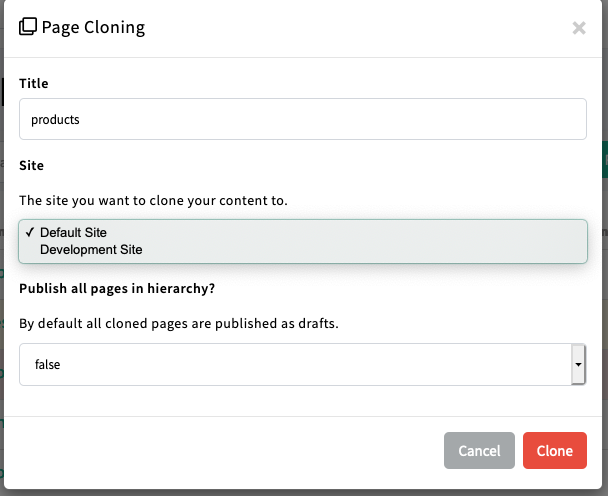 Page Cloning
Title
products
Site
The site you want to clone your content to.
✓ Default Site
Development Site
Publish all pages in hierarchy?
By default all cloned pages are published as drafts.
false
Cancel
Clone